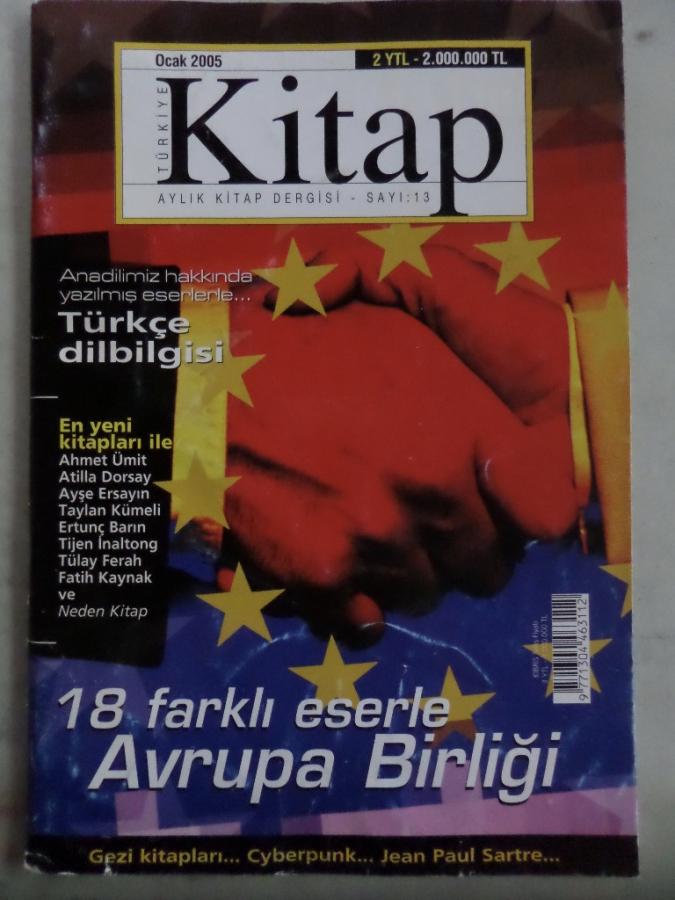 Ocak 2005
2 YTL - 2.000.000 TL
TÜRKİYE
Kitap
AYLIK KİTAP DERGİSİ - SAYI:13
Anadilimiz hakkında
yazılmış eserlerle...
Türkçe
dilbilgisi
En yeni
kitapları ile
Ahmet Ümit
Atilla Dorsay
Ayşe Ersayın
Taylan Kümeli
Ertunç Barın
Tijen İnaltong
Tülay Ferah
Fatih Kaynak
ve
Neden Kitap
9 771304 463112
18 farklı eserle
Avrupa Birliği
Gezi kitapları... Cyberpunk... Jean Paul Sartre...